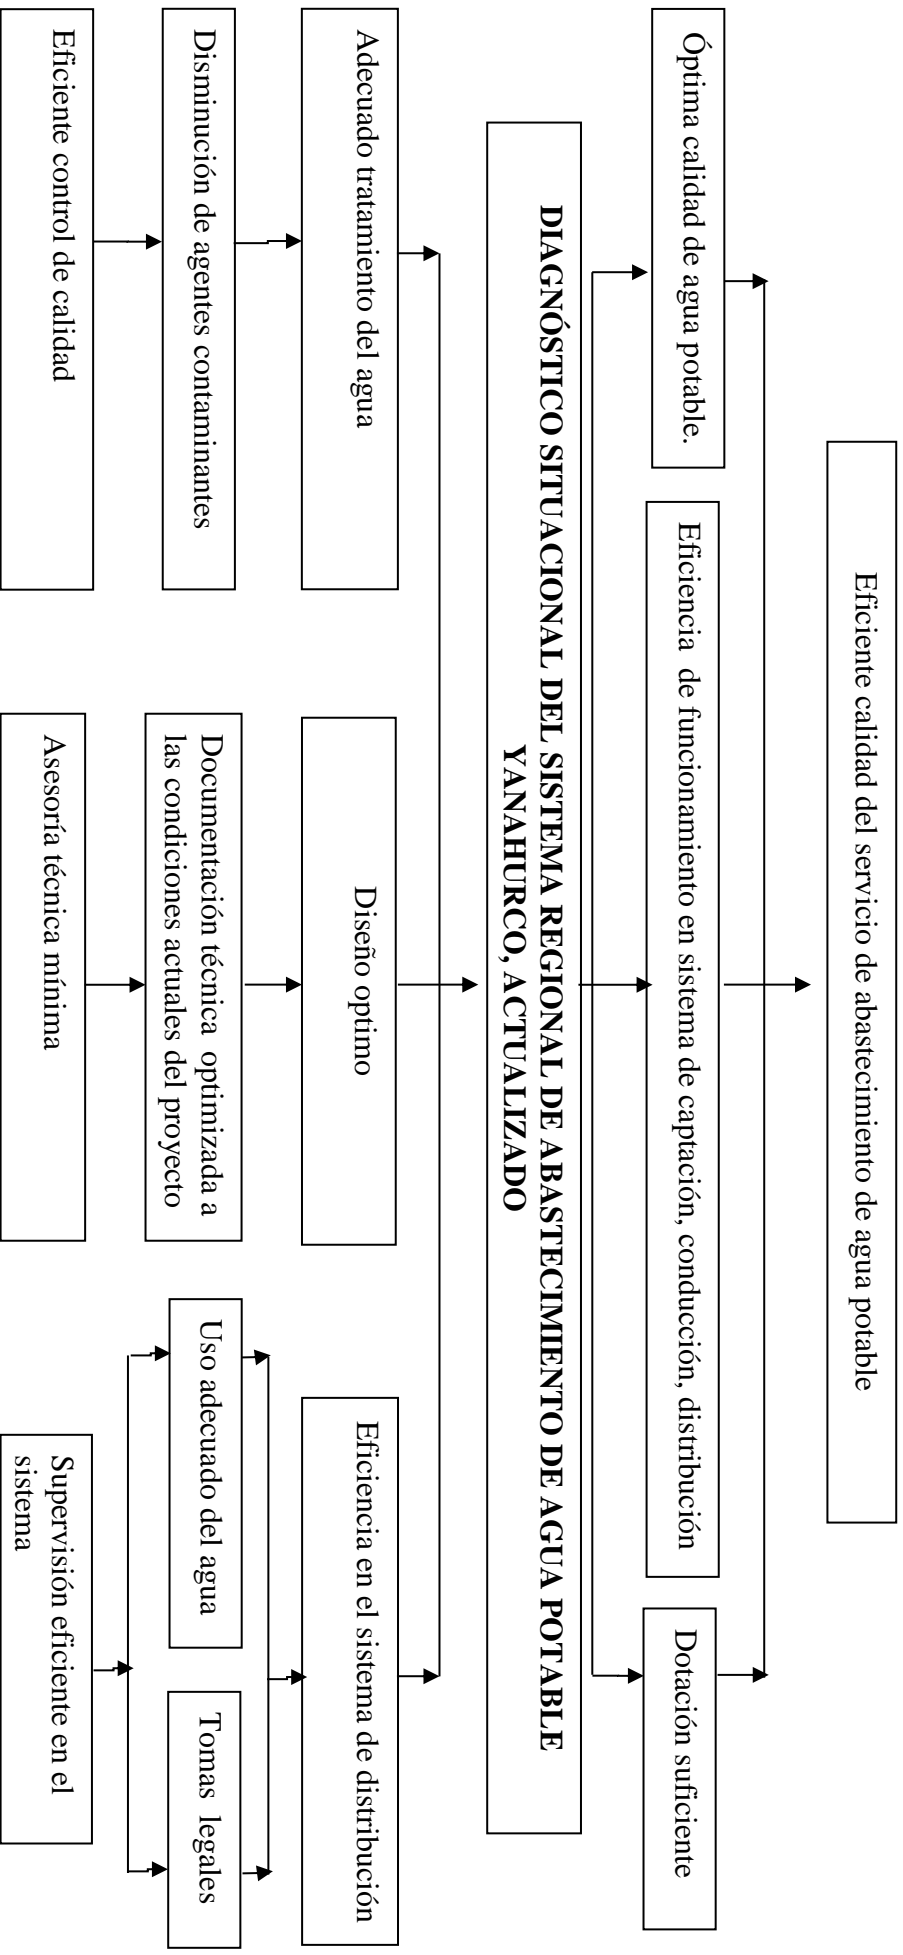 Eficiente calidad del servicio de abastecimiento de agua potable
Óptima calidad de agua potable.
Eficiencia de funcionamiento en sistema de captación, conducción, distribución
Dotación suficiente
DIAGNÓSTICO SITUACIONAL DEL SISTEMA REGIONAL DE ABASTECIMIENTO DE AGUA POTABLE
YANAHURCO, ACTUALIZADO
Adecuado tratamiento del agua
Diseño optimo
Eficiencia en el sistema de distribución
Disminución de agentes contaminantes
Documentación técnica optimizada a
las condiciones actuales del proyecto
Uso adecuado del agua
Tomas legales
Eficiente control de calidad
Asesoría técnica mínima
Supervisión eficiente en el
sistema